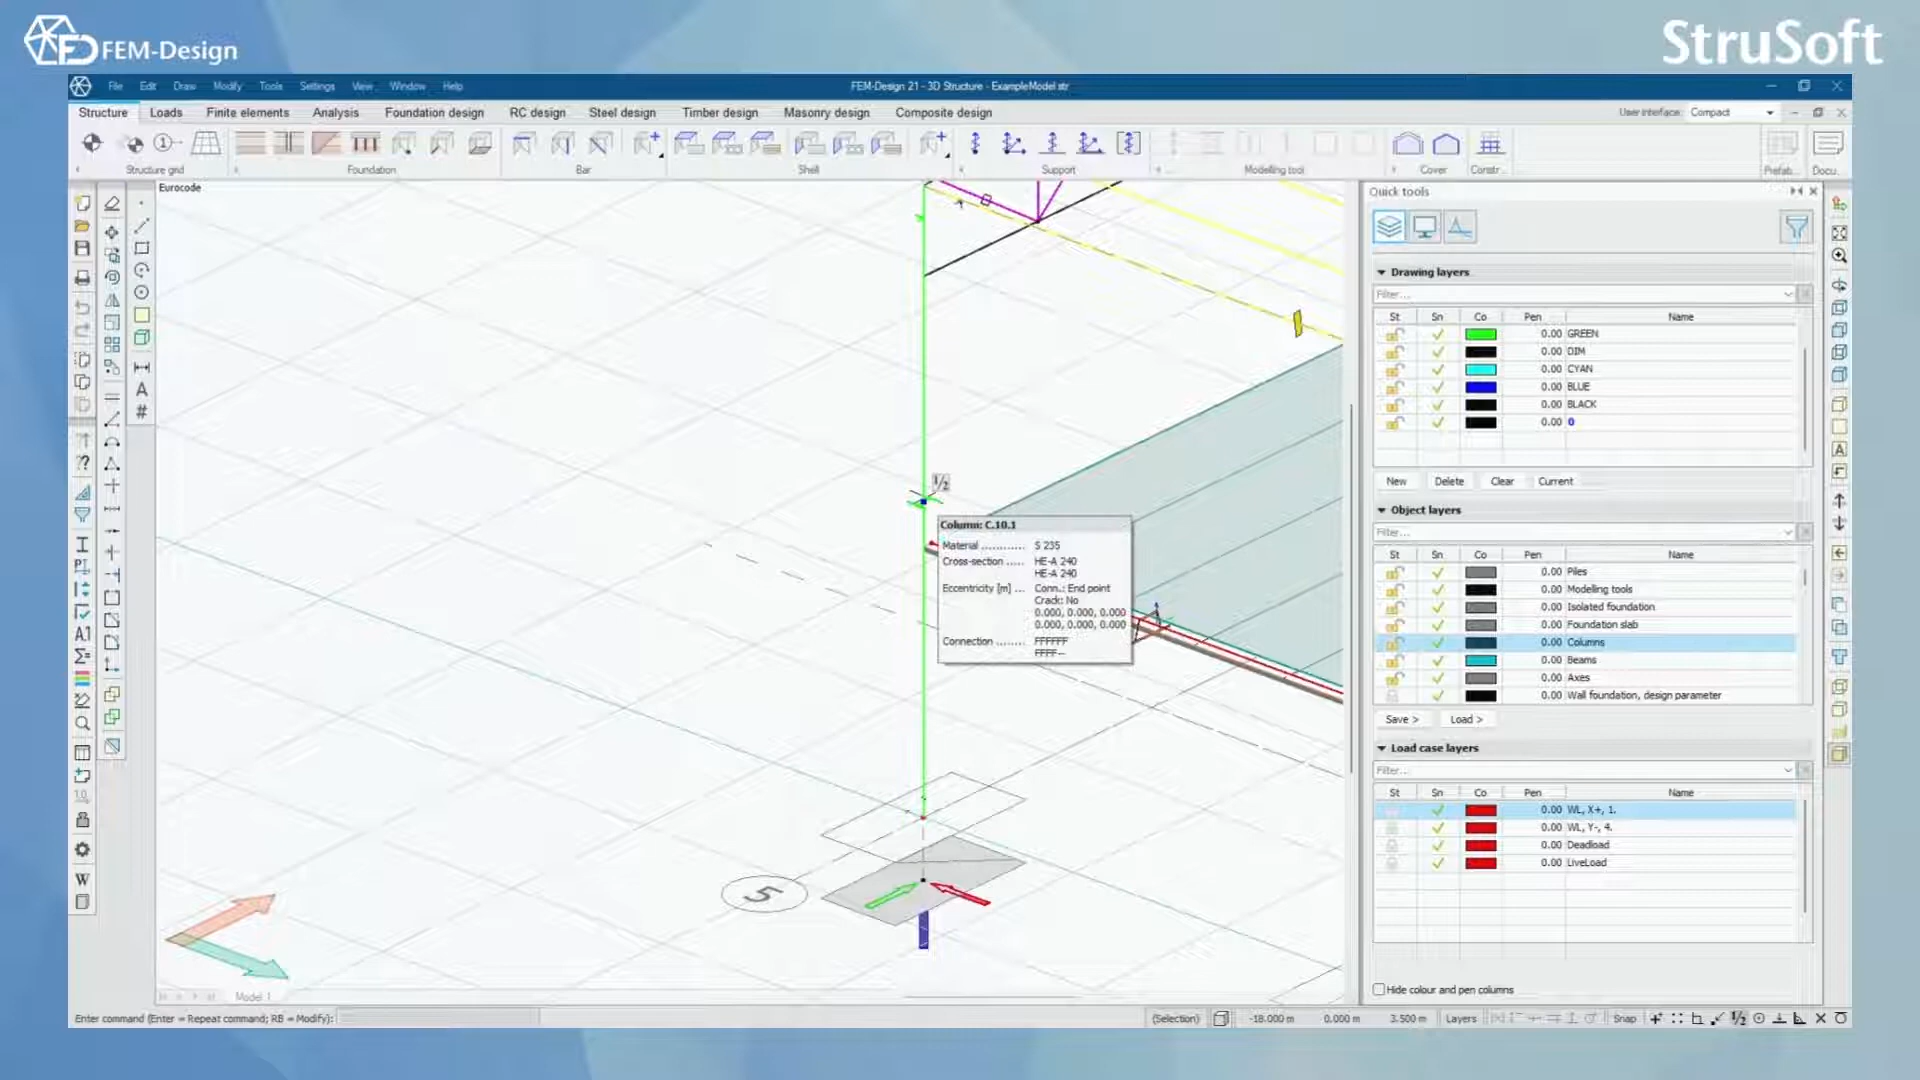 FEM-Design
StruSoft
File Edit Draw Modify Tools Settings View Window Help
FEM-Design 21 - 3D Structure - ExampleModel.str
Structure Loads Finite elements Analysis Foundation design RC design Steel design Timber design Masonry design Composite design
User interface: Compact
Structure grid Foundation Bar Shell Support Modelling tool Cover Constr... Prefab... Docu...
Eurocode
Quick tools
Drawing layers
Filter...
St Sn Co Pen Name
0.00 GREEN
0.00 DIM
0.00 CYAN
0.00 BLUE
0.00 BLACK
0.00 0
New Delete Clear Current
Object layers
Filter...
St Sn Co Pen Name
0.00 Piles
0.00 Modelling tools
0.00 Isolated foundation
0.00 Foundation slab
0.00 Columns
0.00 Beams
0.00 Axes
0.00 Wall foundation, design parameter
Save > Load >
Load case layers
Filter...
St Sn Co Pen Name
0.00 WL, X+, 1.
0.00 WL, Y-, 4.
0.00 Deadload
0.00 LiveLoad
Hide colour and pen columns
½
Column: C.10.1
Material ............ S 235
Cross-section ..... HE-A 240
HE-A 240
Eccentricity [m] ... Conn.: End point
Crack: No
0.000, 0.000, 0.000
0.000, 0.000, 0.000
Connection ........ FFFFFF
FFFF--
5
Model 1
Enter command (Enter = Repeat command; RB = Modify):
(Selection) -18.000 m 0.000 m 3.500 m Layers Snap ½